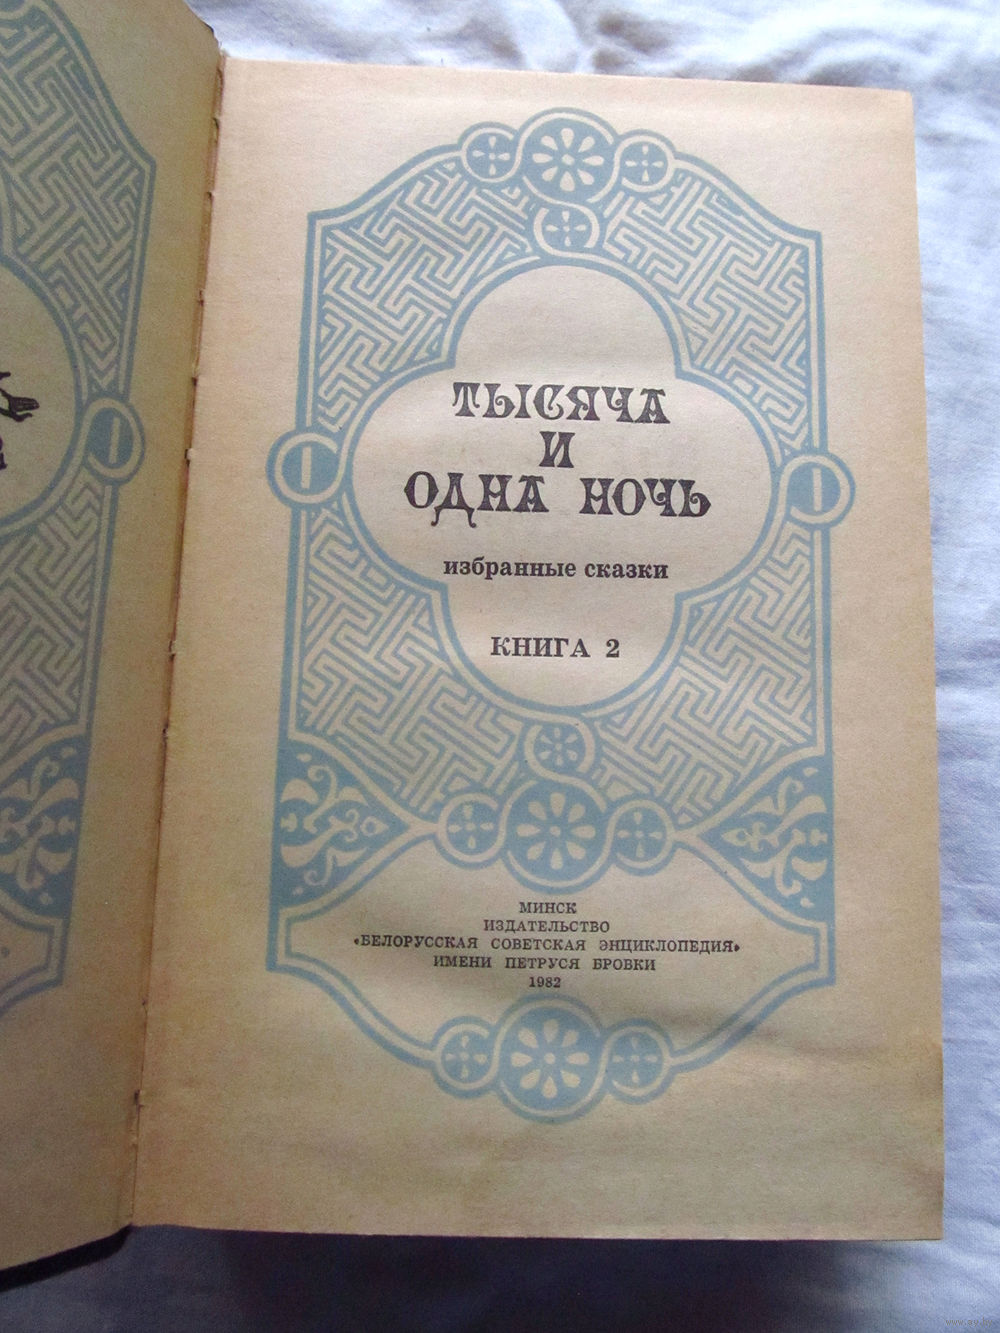 ТЫСЯЧА
И
ОДНА НОЧЬ
избранные сказки
КНИГА 2
МИНСК
ИЗДАТЕЛЬСТВО
«БЕЛОРУССКАЯ СОВЕТСКАЯ ЭНЦИКЛОПЕДИЯ»
ИМЕНИ ПЕТРУСЯ БРОВКИ
1982